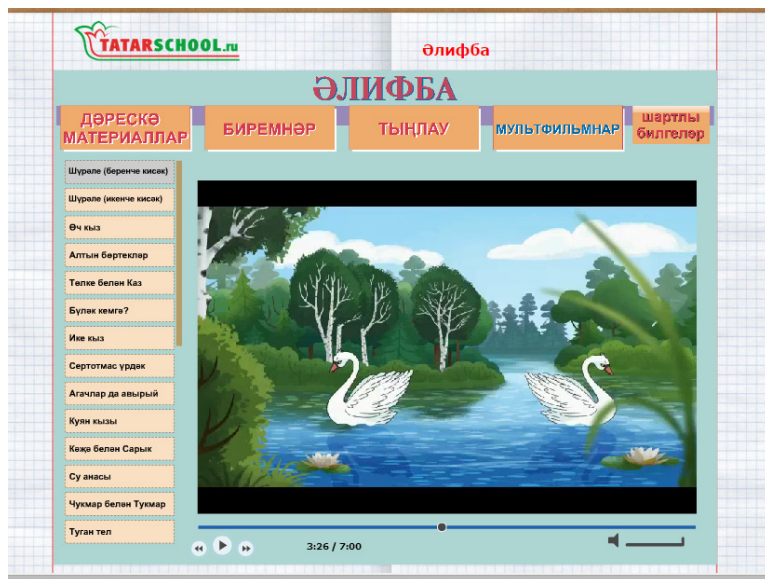 TATARSCHOOL.ru
Әлифба
ӘЛИФБА
ДӘРЕСКӘ
МАТЕРИАЛЛАР
БИРЕМНӘР
ТЫҢЛАУ
МУЛЬТФИЛЬМНАР
шартлы
билгеләр
Шүрәле (беренче кисәк)
Шүрәле (икенче кисәк)
Өч кыз
Алтын бөртекләр
Төлке белән Каз
Бүләк кемгә?
Ике кыз
Сертотмас үрдәк
Агачлар да авырый
Куян кызы
Кәҗә белән Сарык
Су анасы
Чукмар белән Тукмар
Туган тел
3:26 / 7:00